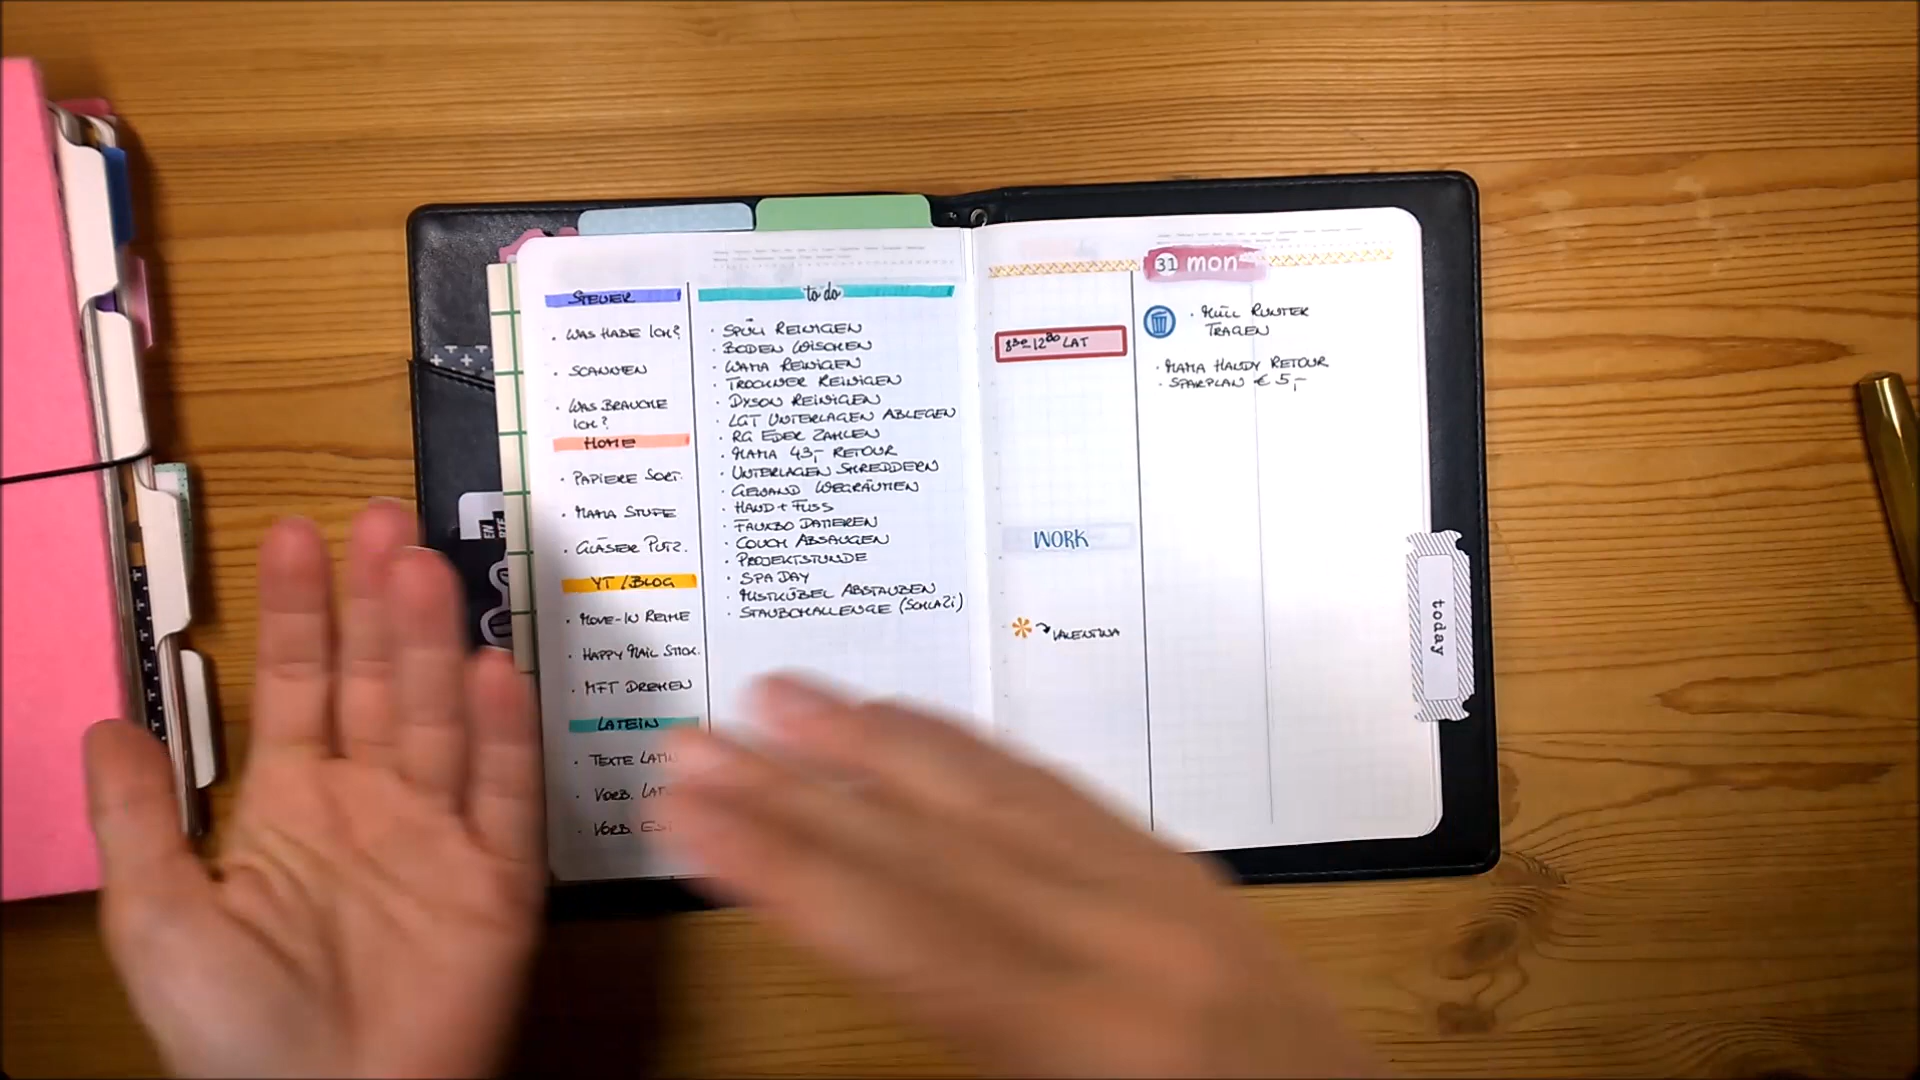 STEUER
· WAS HABE ICH?
· SCANNEN
· WAS BRAUCHE
ICH?
HOME
· PAPIERE SORT.
· MAMA STUFE
· GLÄSER PUTZ.
YT / BLOG
· MOVE-IN REIHE
· HAPPY MAIL STICK.
· MFT DREHEN
LATEIN
· TEXTE
· VORB.
· VORB.
to do
· SPÜLI REINIGEN
· BODEN WISCHEN
· WAMA REINIGEN
· TROCKNER REINIGEN
· DYSON REINIGEN
· LGT UNTERLAGEN ABLEGEN
· RG EDER ZAHLEN
· MAMA 43,- RETOUR
· UNTERLAGEN SHREDDERN
· GEWAND WEGRÄUMEN
· HAND + FUSS
· DATIEREN
· COUCH ABSAUGEN
· PROJEKTSTUNDE
· SPA DAY
· MISTKÜBEL ABSTAUBEN
· STAUBCHALLENGE (SCHLAZI)
8³⁰-12⁰⁰ LAT
WORK
VALENTINA
31 mon
· MÜLL RUNTER
TRAGEN
· MAMA HANDY RETOUR
· SPARPLAN € 5,-
today